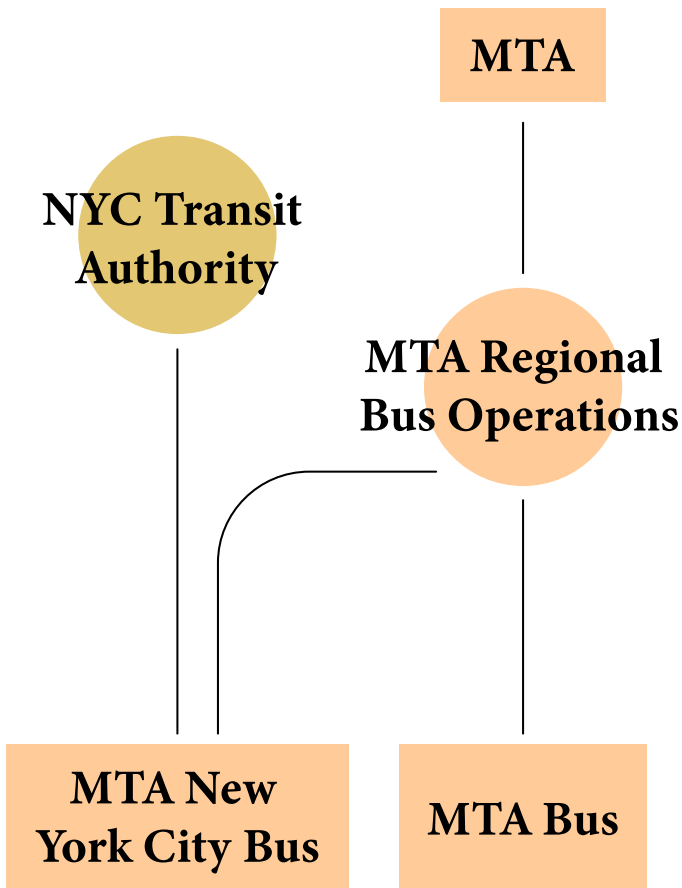 MTA
NYC Transit
Authority
MTA Regional
Bus Operations
MTA New
York City Bus
MTA Bus